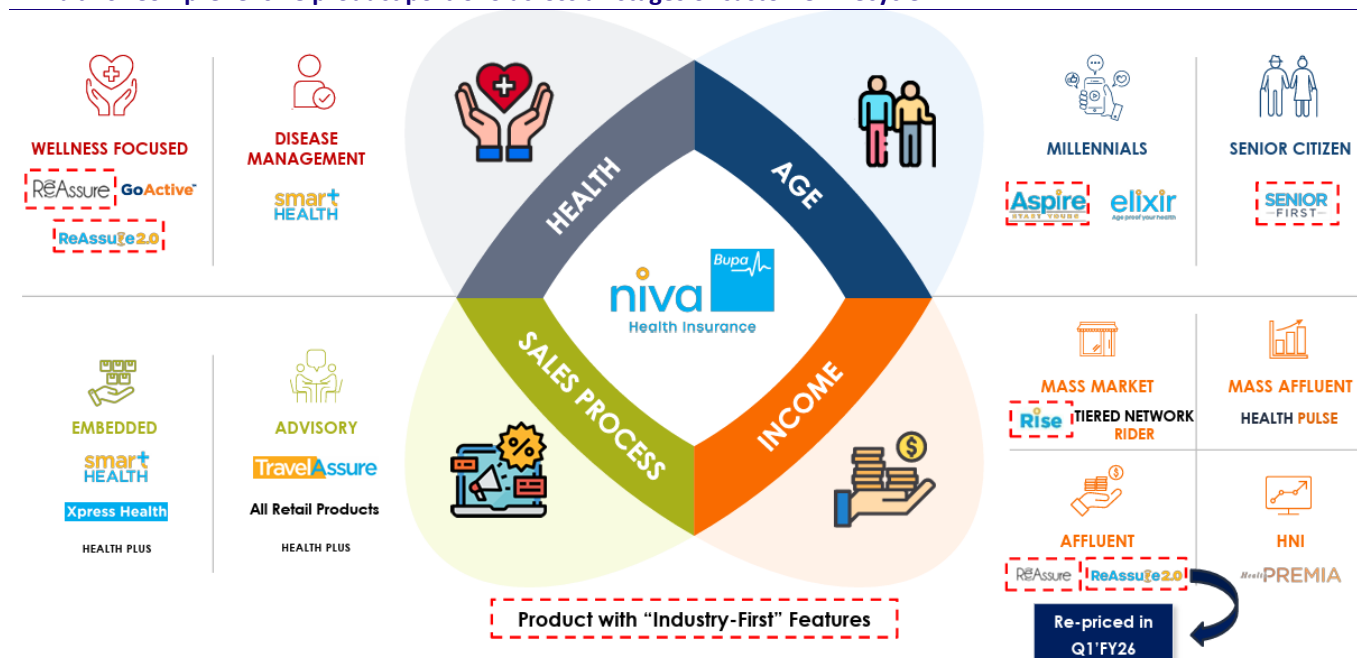 WELLNESS FOCUSED
ReAssure GoActive
ReAssure 2.0
DISEASE
MANAGEMENT
smart
HEALTH
HEALTH
AGE
SALES PROCESS
INCOME
niva
Bupa
Health Insurance
MILLENNIALS
Aspire
START YOUNG
elixir
Age proof your health
SENIOR CITIZEN
SENIOR
FIRST
EMBEDDED
smart
HEALTH
Xpress Health
HEALTH PLUS
ADVISORY
TravelAssure
All Retail Products
HEALTH PLUS
MASS MARKET
Rise TIERED NETWORK
RIDER
MASS AFFLUENT
HEALTH PULSE
AFFLUENT
ReAssure ReAssure 2.0
HNI
Health PREMIA
Re-priced in
Q1'FY26
Product with “Industry-First” Features